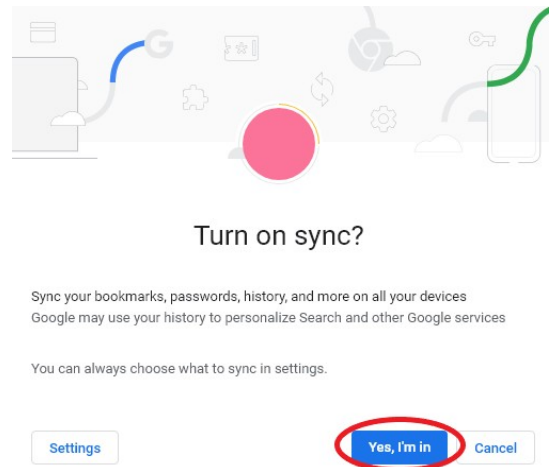 Turn on sync?
Sync your bookmarks, passwords, history, and more on all your devices
Google may use your history to personalize Search and other Google services
You can always choose what to sync in settings.
Settings
Yes, I'm in
Cancel